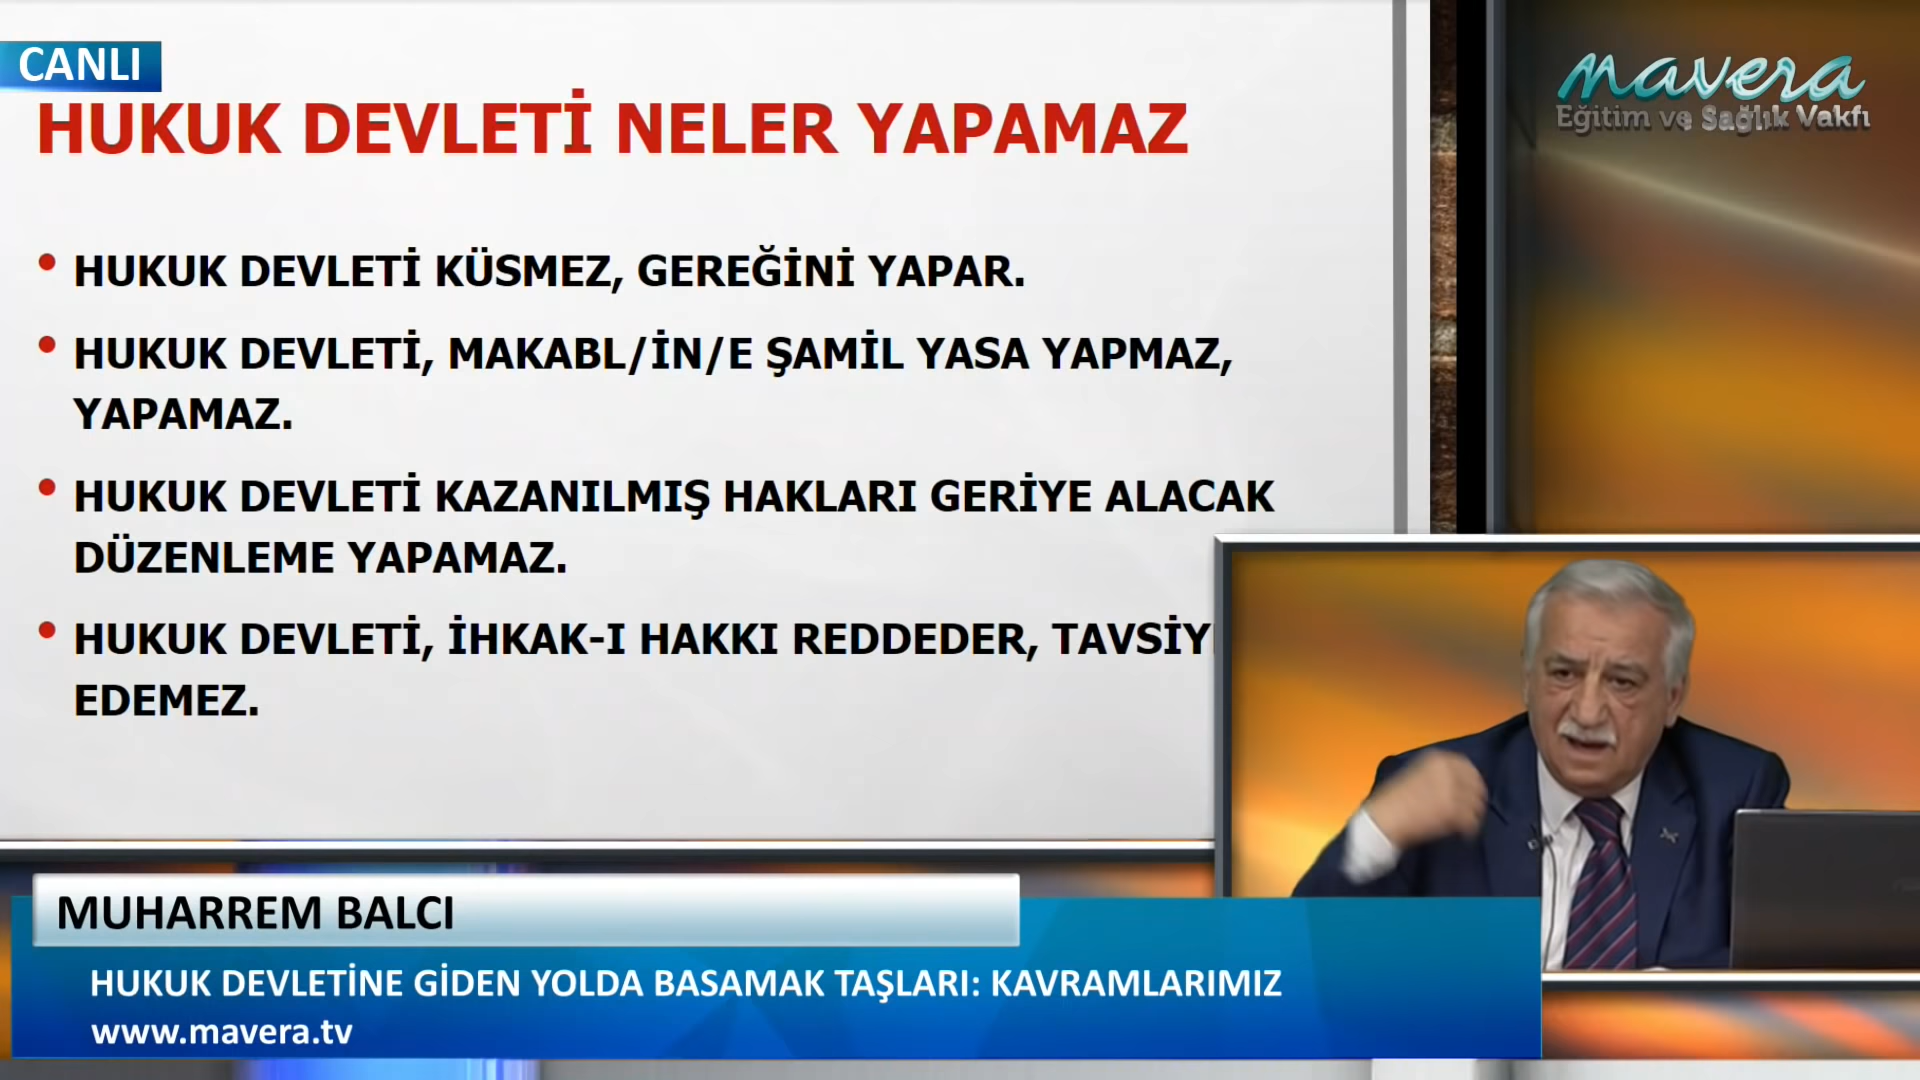 CANLI
mavera
Eğitim ve Sağlık Vakfı
HUKUK DEVLETİ NELER YAPAMAZ
• HUKUK DEVLETİ KÜSMEZ, GEREĞİNİ YAPAR.
• HUKUK DEVLETİ, MAKABL/İN/E ŞAMİL YASA YAPMAZ,
YAPAMAZ.
• HUKUK DEVLETİ KAZANILMIŞ HAKLARI GERİYE ALACAK
DÜZENLEME YAPAMAZ.
• HUKUK DEVLETİ, İHKAK-I HAKKI REDDEDER,
EDEMEZ.
MUHARREM BALCI
HUKUK DEVLETİNE GİDEN YOLDA BASAMAK TAŞLARI: KAVRAMLARIMIZ
www.mavera.tv